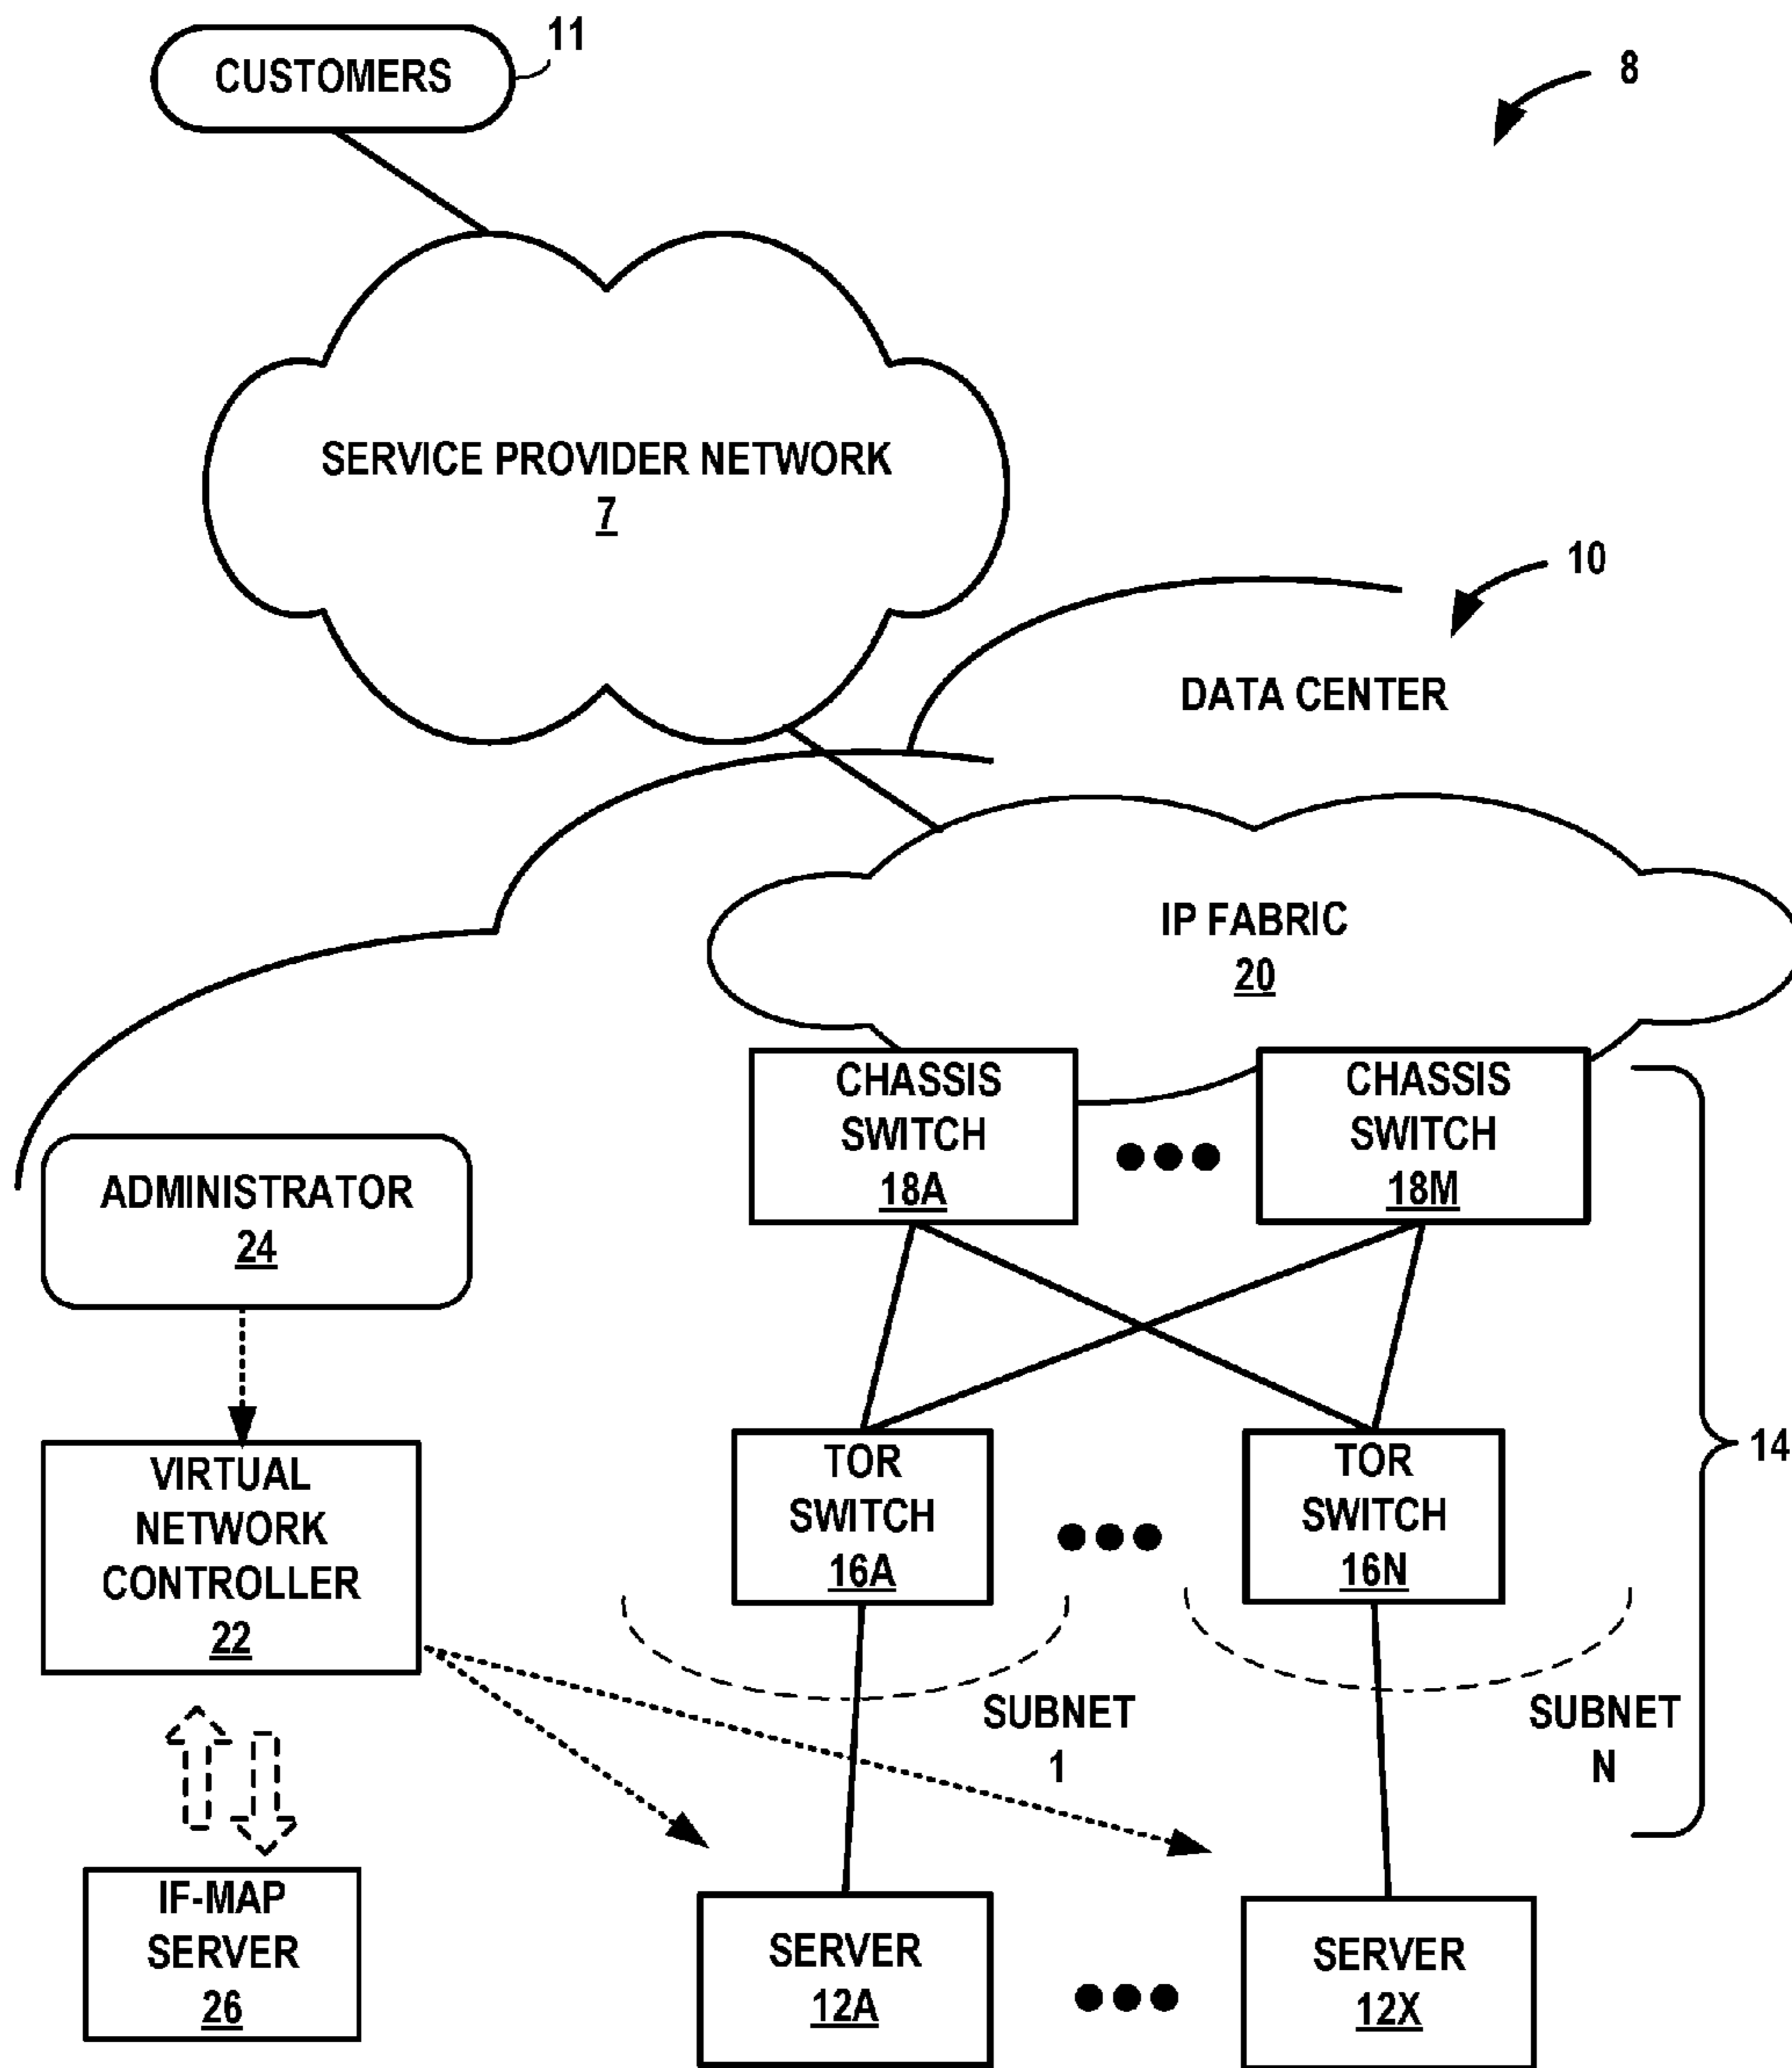 CUSTOMERS
11
8
SERVICE PROVIDER NETWORK
7
10
DATA CENTER
IP FABRIC
20
CHASSIS
SWITCH
18A
CHASSIS
SWITCH
18M
ADMINISTRATOR
24
VIRTUAL
NETWORK
CONTROLLER
22
TOR
SWITCH
16A
TOR
SWITCH
16N
14
SUBNET
1
SUBNET
N
IF-MAP
SERVER
26
SERVER
12A
SERVER
12X